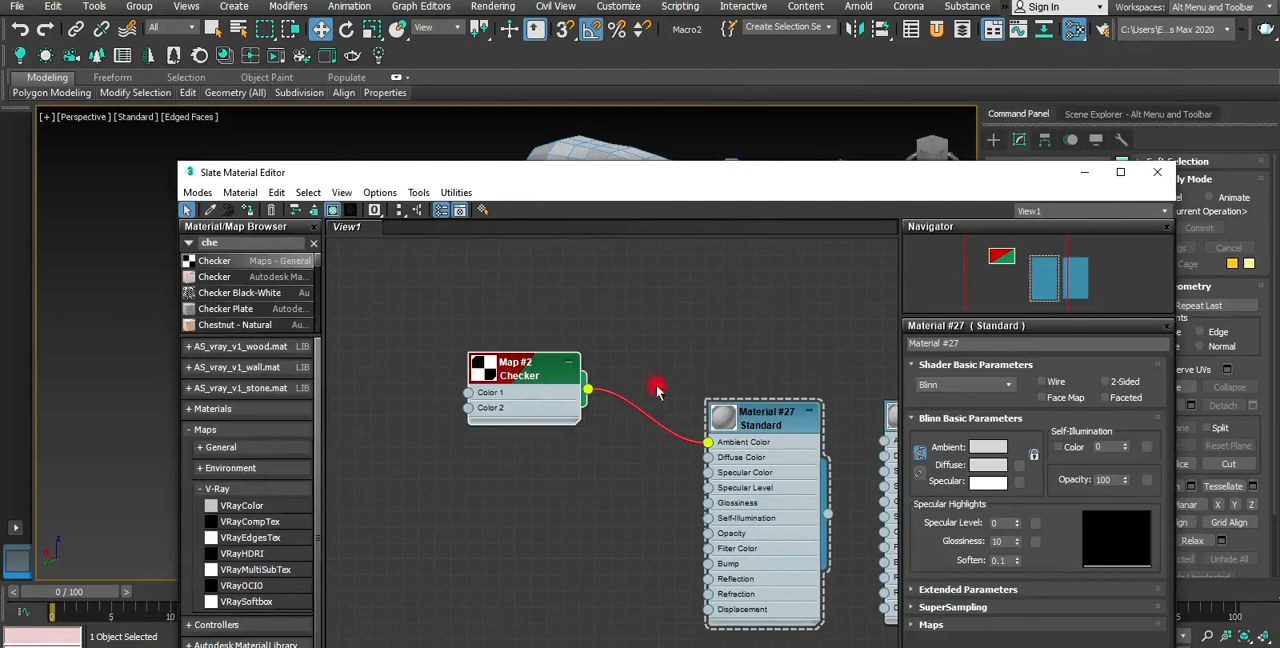 File Edit Tools Group Views Create Modifiers Animation Graph Editors Rendering Civil View Customize Scripting Interactive Content Arnold Corona Substance Sign In Workspaces: Alt Menu and Toolbar
All View Macro2 Create Selection Se C:\Users\E...s Max 2020
Modeling Freeform Selection Object Paint Populate
Polygon Modeling Modify Selection Edit Geometry (All) Subdivision Align Properties
[+] [Perspective] [Standard] [Edged Faces] Command Panel Scene Explorer - Alt Menu and Toolbar
Slate Material Editor
Modes Material Edit Select View Options Tools Utilities
View1
Material/Map Browser View1 Navigator
che
Checker Maps - General
Checker Autodesk Ma...
Checker Black-White Au
Checker Plate Autode...
Chestnut - Natural Au...
+ AS_vray_v1_wood.mat LIB
+ AS_vray_v1_wall.mat LIB
+ AS_vray_v1_stone.mat LIB
+ Materials
- Maps
+ General
+ Environment
- V-Ray
VRayColor
VRayCompTex
VRayEdgesTex
VRayHDRI
VRayMultiSubTex
VRayOCIO
VRaySoftbox
+ Controllers
+ Autodesk MaterialLibrary
Map #2
Checker
Color 1
Color 2
Material #27
Standard
Ambient Color
Diffuse Color
Specular Color
Specular Level
Glossiness
Self-Illumination
Opacity
Filter Color
Bump
Reflection
Refraction
Displacement
Material #27 ( Standard )
Material #27
Shader Basic Parameters
Blinn Wire 2-Sided
Face Map Faceted
Blinn Basic Parameters
Self-Illumination
Ambient: Color 0
Diffuse:
Specular: Opacity: 100
Specular Highlights
Specular Level: 0
Glossiness: 10
Soften: 0.1
Extended Parameters
SuperSampling
Maps
Soft Selection
ly Mode
Animate
urrent Operation>
Commit
gs Cancel
Cage
Geometry
Repeat Last
nts
Edge
Normal
UVs
Collapse
Detach
Split
Reset Plane
lice Cut
Tessellate
anar X Y Z
ign Grid Align
Relax
Unhide All
0 / 100
0 5 10 100
1 Object Selected